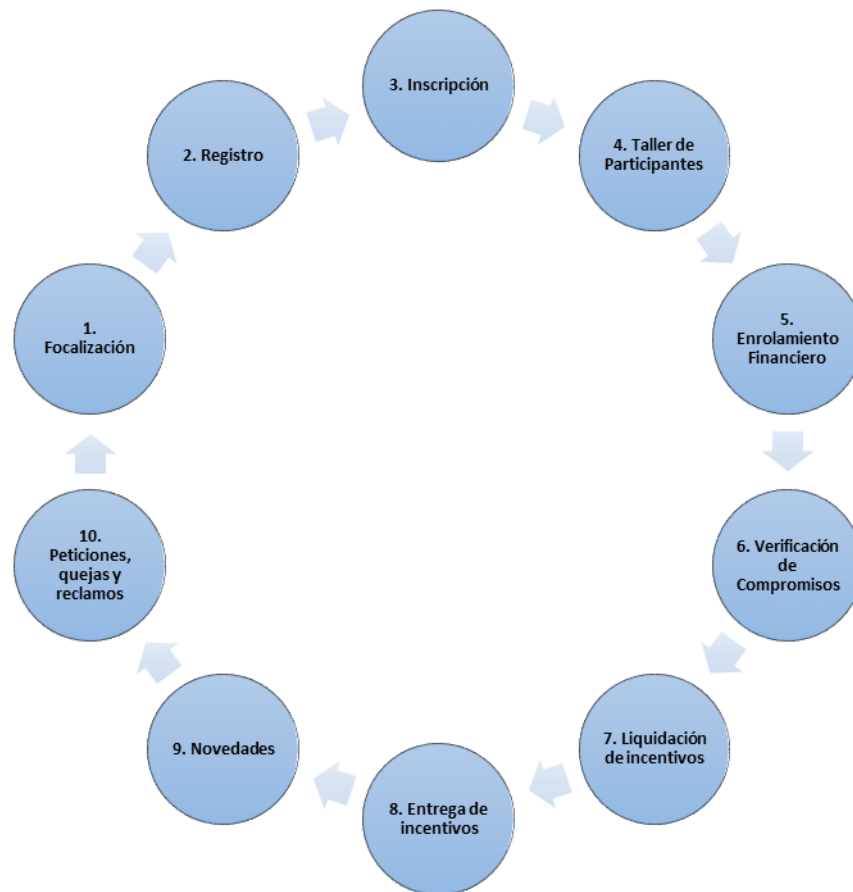 1.
Focalización
2. Registro
3. Inscripción
4. Taller de
Participantes
5.
Enrolamiento
Financiero
6. Verificación
de
Compromisos
7. Liquidación
de incentivos
8. Entrega de
incentivos
9. Novedades
10.
Peticiones,
quejas y
reclamos